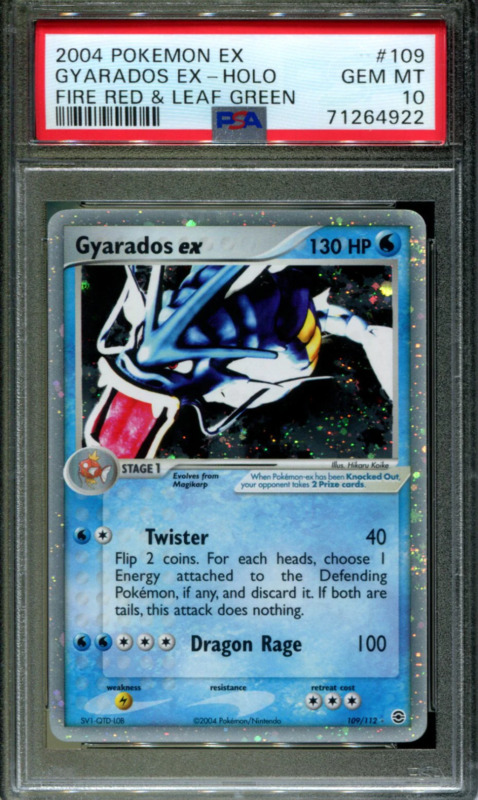 2004 POKEMON EX #109
GYARADOS EX-HOLO GEM MT
FIRE RED & LEAF GREEN 10
PSA 71264922
Gyarados ex 130 HP
Illus. Hikaru Koike
STAGE 1
Evolves from
Magikarp
When Pokémon-ex has been Knocked Out,
your opponent takes 2 Prize cards.
Twister 40
Flip 2 coins. For each heads, choose 1
Energy attached to the Defending
Pokémon, if any, and discard it. If both are
tails, this attack does nothing.
Dragon Rage 100
weakness resistance retreat cost
SV1-QTD-L0B ©2004 Pokémon/Nintendo 109/112